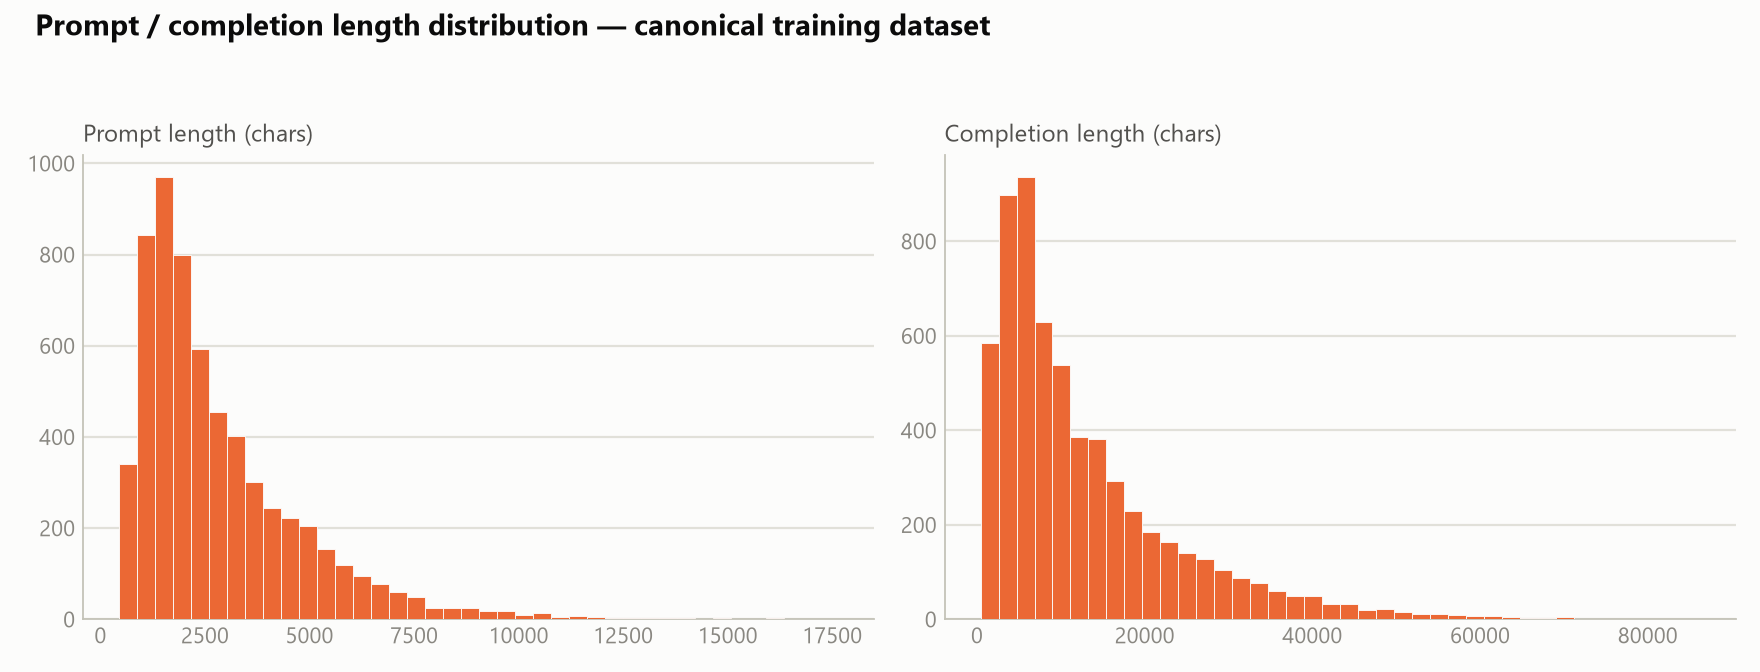 Prompt / completion length distribution — canonical training dataset
Prompt length (chars)
1000
800
600
400
200
0
0 2500 5000 7500 10000 12500 15000 17500
Completion length (chars)
800
600
400
200
0
0 20000 40000 60000 80000